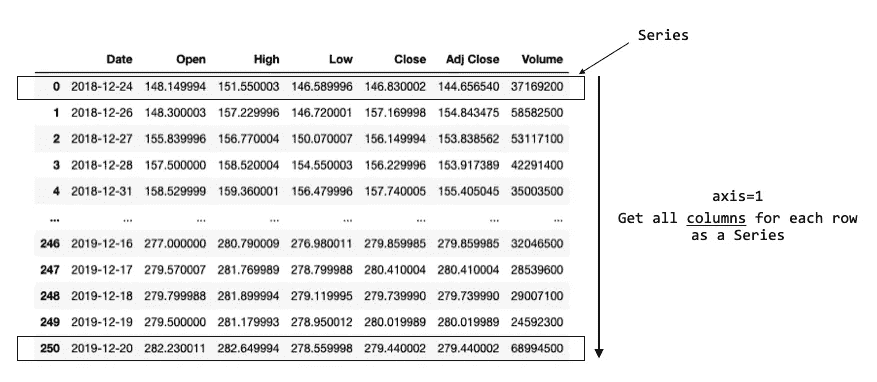 Series
Date Open High Low Close Adj Close Volume
0 2018-12-24 148.149994 151.550003 146.589996 146.830002 144.656540 37169200
1 2018-12-26 148.300003 157.229996 146.720001 157.169998 154.843475 58582500
2 2018-12-27 155.839996 156.770004 150.070007 156.149994 153.838562 53117100
3 2018-12-28 157.500000 158.520004 154.550003 156.229996 153.917389 42291400
4 2018-12-31 158.529999 159.360001 156.479996 157.740005 155.405045 35003500
... ... ... ... ... ... ... ...
246 2019-12-16 277.000000 280.790009 276.980011 279.859985 279.859985 32046500
247 2019-12-17 279.570007 281.769989 278.799988 280.410004 280.410004 28539600
248 2019-12-18 279.799988 281.899994 279.119995 279.739990 279.739990 29007100
249 2019-12-19 279.500000 281.179993 278.950012 280.019989 280.019989 24592300
250 2019-12-20 282.230011 282.649994 278.559998 279.440002 279.440002 68994500
axis=1
Get all columns for each row
as a Series